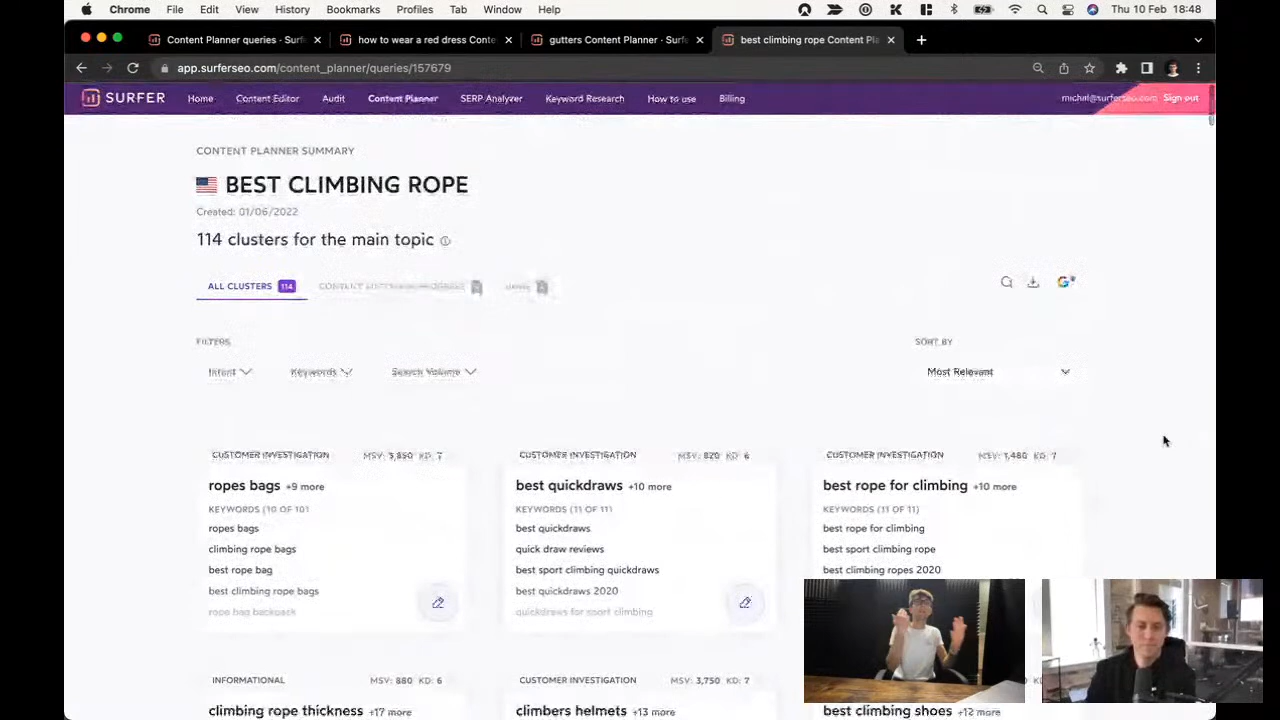 Chrome File Edit View History Bookmarks Profiles Tab Window Help Thu 10 Feb 18:48
Content Planner queries - Surf how to wear a red dress Conte gutters Content Planner - Surfe best climbing rope Content Pla
app.surferseo.com/content_planner/queries/157679
SURFER Home Content Editor Audit Content Planner SERP Analyzer Keyword Research How to use Billing michal@surferseo.com Sign out
CONTENT PLANNER SUMMARY
BEST CLIMBING ROPE
Created: 01/06/2022
114 clusters for the main topic
ALL CLUSTERS 114 CONTENT
FILTERS SORT BY
Intent Keywords Search Volume Most Relevant
CUSTOMER INVESTIGATION MSV: 3,850 KD: 7 CUSTOMER INVESTIGATION MSV: 820 KD: 6 CUSTOMER INVESTIGATION MSV: 1,480 KD: 7
ropes bags +9 more best quickdraws +10 more best rope for climbing +10 more
KEYWORDS (10 OF 10) KEYWORDS (11 OF 11) KEYWORDS (11 OF 11)
ropes bags best quickdraws best rope for climbing
climbing rope bags quick draw reviews best sport climbing rope
best rope bag best sport climbing quickdraws best climbing ropes 2020
best climbing rope bags best quickdraws 2020
rope bag backpack quickdraws for sport climbing
INFORMATIONAL MSV: 880 KD: 6 CUSTOMER INVESTIGATION MSV: 3,750 KD: 7
climbing rope thickness +17 more climbers helmets +13 more best climbing shoes +12 more